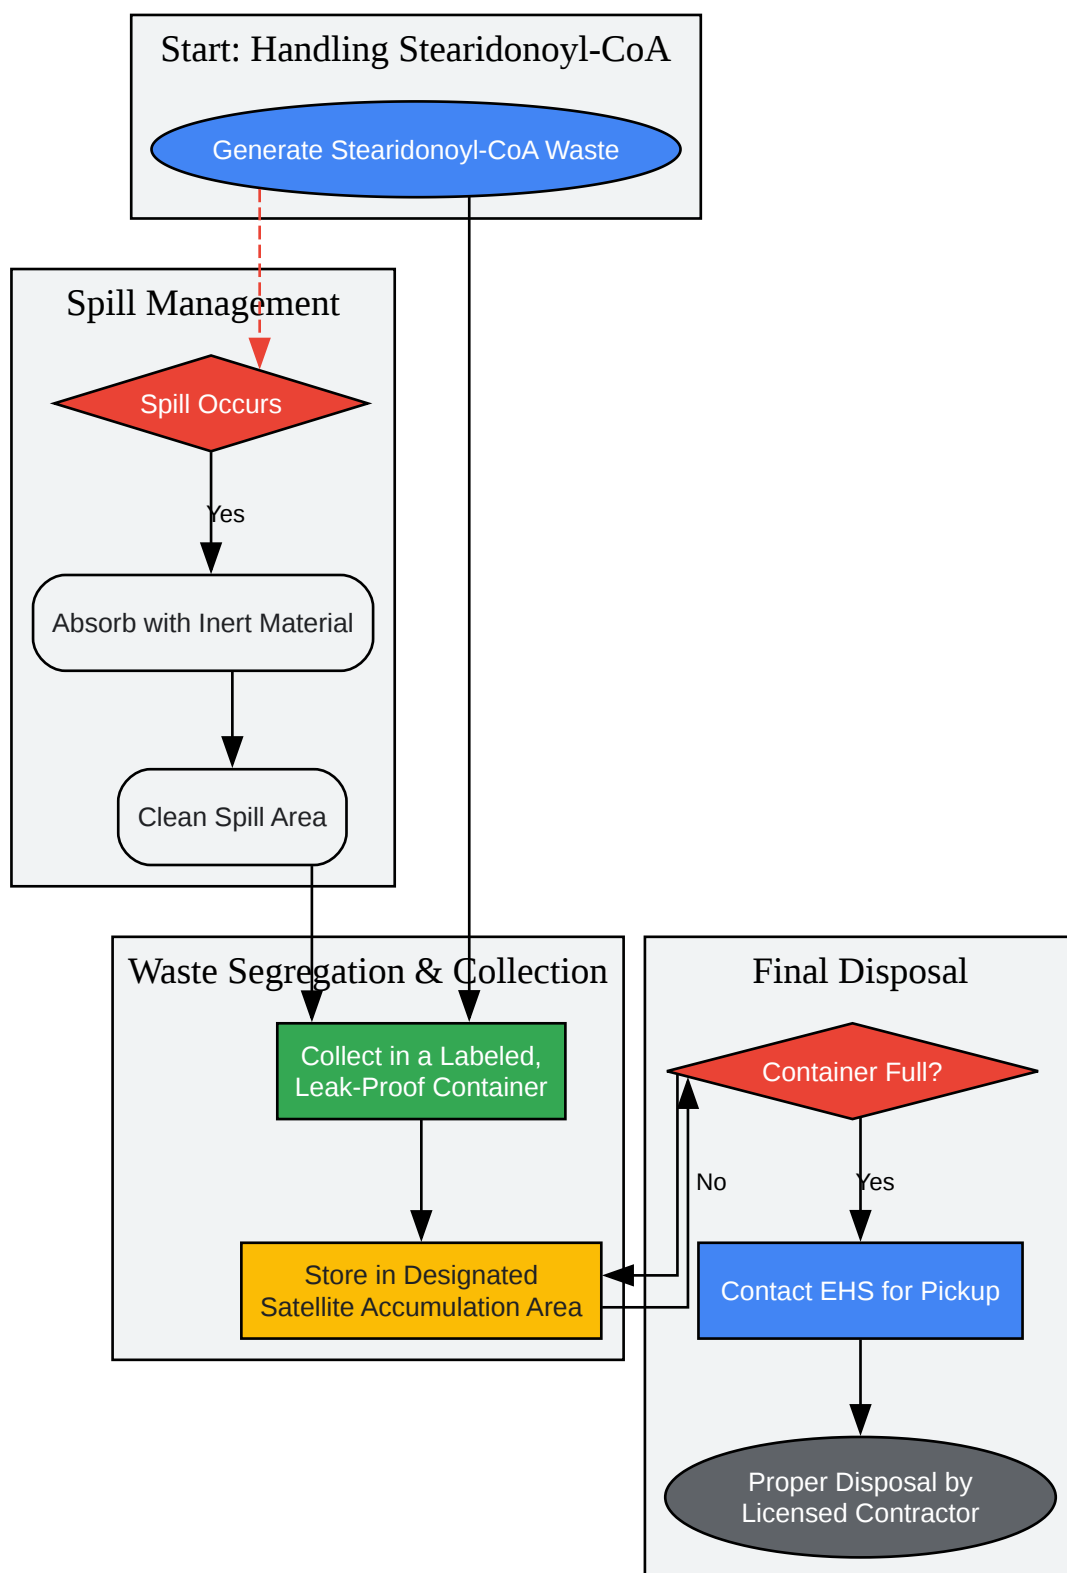 Start: Handling Stearidonoyl-CoA
Generate Stearidonoyl-CoA Waste
Spill Management
Spill Occurs
Yes
Absorb with Inert Material
Clean Spill Area
Waste Segregation & Collection
Collect in a Labeled,
Leak-Proof Container
Store in Designated
Satellite Accumulation Area
Final Disposal
Container Full?
No
Yes
Contact EHS for Pickup
Proper Disposal by
Licensed Contractor